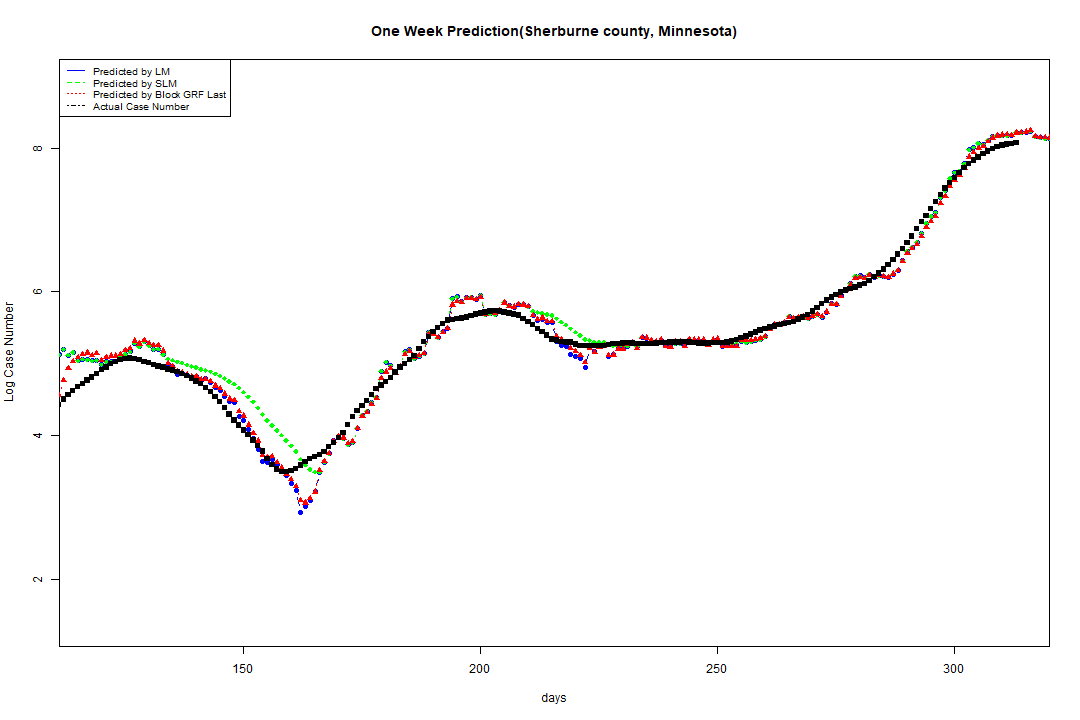 One Week Prediction(Sherburne county, Minnesota)
Predicted by LM
Predicted by SLM
Predicted by Block GRF Last
Actual Case Number
8
6
4
2
Log Case Number
150 200 250 300
days